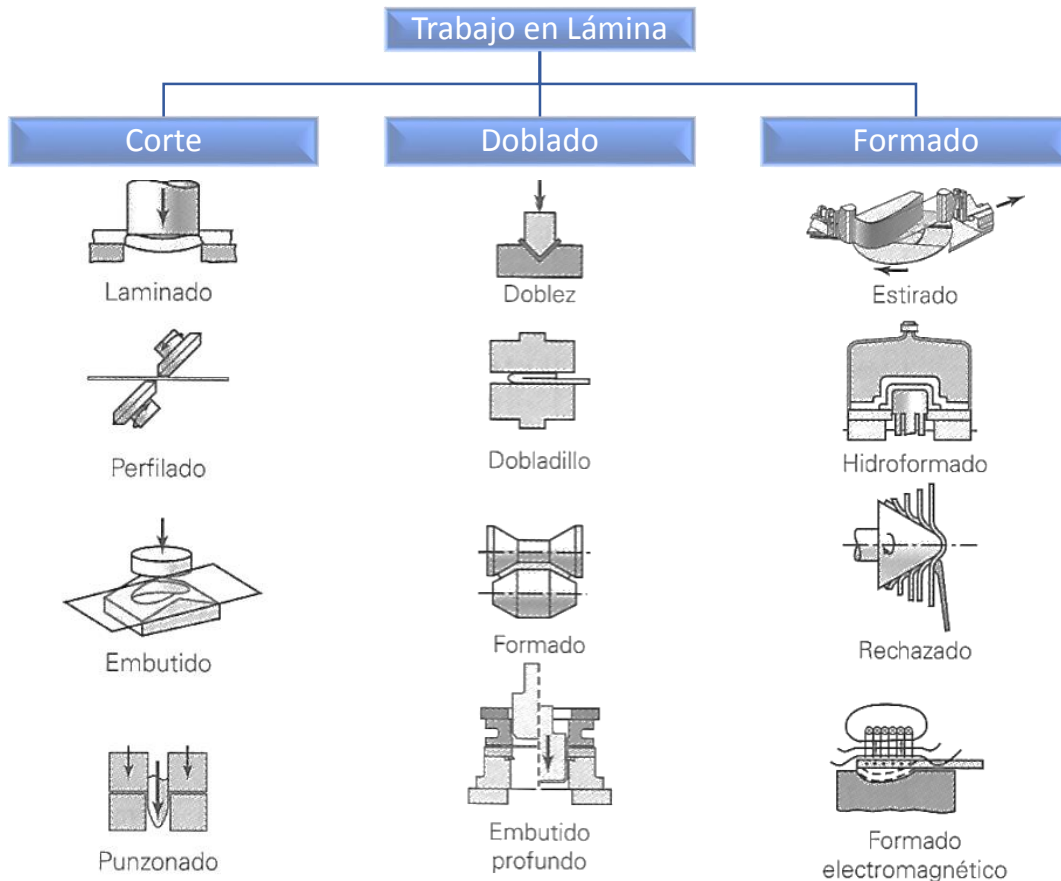 Trabajo en Lámina
Corte
Doblado
Formado
Laminado
Doblez
Estirado
Perfilado
Dobladillo
Hidroformado
Embutido
Formado
Rechazado
Punzonado
Embutido
profundo
Formado
electromagnético